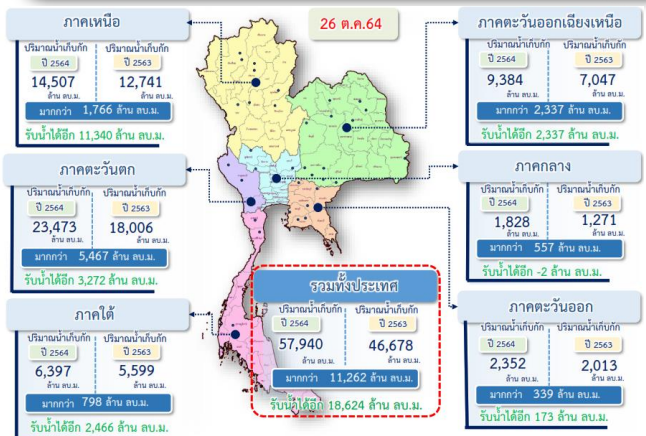 26 ต.ค.64
ภาคเหนือ
ปริมาณน้ำเก็บกัก ปริมาณน้ำเก็บกัก
ปี 2564 ปี 2563
14,507 12,741
ล้าน ลบ.ม. ล้าน ลบ.ม.
มากกว่า 1,766 ล้าน ลบ.ม.
รับน้ำได้อีก 11,340 ล้าน ลบ.ม.
ภาคตะวันออกเฉียงเหนือ
ปริมาณน้ำเก็บกัก ปริมาณน้ำเก็บกัก
ปี 2564 ปี 2563
9,384 7,047
ล้าน ลบ.ม. ล้าน ลบ.ม.
มากกว่า 2,337 ล้าน ลบ.ม.
รับน้ำได้อีก 2,337 ล้าน ลบ.ม.
ภาคตะวันตก
ปริมาณน้ำเก็บกัก ปริมาณน้ำเก็บกัก
ปี 2564 ปี 2563
23,473 18,006
ล้าน ลบ.ม. ล้าน ลบ.ม.
มากกว่า 5,467 ล้าน ลบ.ม.
รับน้ำได้อีก 3,272 ล้าน ลบ.ม.
ภาคกลาง
ปริมาณน้ำเก็บกัก ปริมาณน้ำเก็บกัก
ปี 2564 ปี 2563
1,828 1,271
ล้าน ลบ.ม. ล้าน ลบ.ม.
มากกว่า 557 ล้าน ลบ.ม.
รับน้ำได้อีก -2 ล้าน ลบ.ม.
ภาคใต้
ปริมาณน้ำเก็บกัก ปริมาณน้ำเก็บกัก
ปี 2564 ปี 2563
6,397 5,599
ล้าน ลบ.ม. ล้าน ลบ.ม.
มากกว่า 798 ล้าน ลบ.ม.
รับน้ำได้อีก 2,466 ล้าน ลบ.ม.
รวมทั้งประเทศ
ปริมาณน้ำเก็บกัก ปริมาณน้ำเก็บกัก
ปี 2564 ปี 2563
57,940 46,678
ล้าน ลบ.ม. ล้าน ลบ.ม.
มากกว่า 11,262 ล้าน ลบ.ม.
รับน้ำได้อีก 18,624 ล้าน ลบ.ม.
ภาคตะวันออก
ปริมาณน้ำเก็บกัก ปริมาณน้ำเก็บกัก
ปี 2564 ปี 2563
2,352 2,013
ล้าน ลบ.ม. ล้าน ลบ.ม.
มากกว่า 339 ล้าน ลบ.ม.
รับน้ำได้อีก 173 ล้าน ลบ.ม.